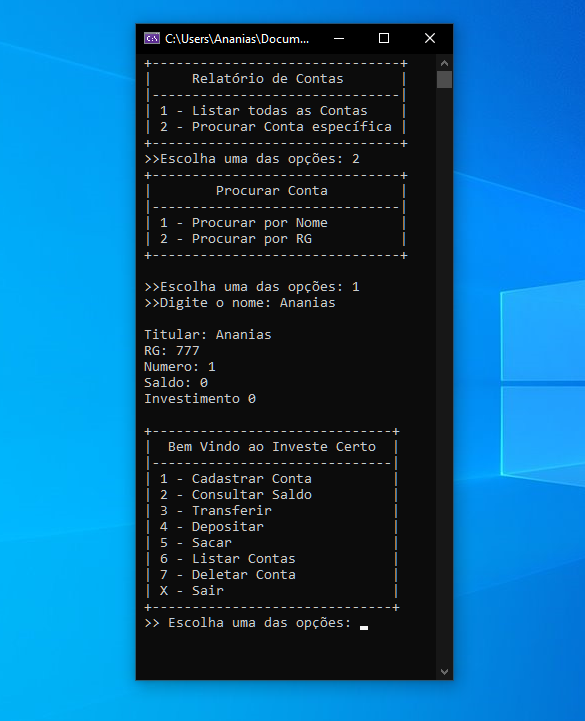 C:\Users\Ananias\Docum...
+-------------------------------+
|     Relatório de Contas       |
|-------------------------------|
| 1 - Listar todas as Contas    |
| 2 - Procurar Conta específica |
+-------------------------------+
>>Escolha uma das opções: 2
+-------------------------------+
|        Procurar Conta         |
|-------------------------------|
| 1 - Procurar por Nome         |
| 2 - Procurar por RG           |
+-------------------------------+
>>Escolha uma das opções: 1
>>Digite o nome: Ananias
Titular: Ananias
RG: 777
Numero: 1
Saldo: 0
Investimento 0
+------------------------------+
|  Bem Vindo ao Investe Certo  |
|------------------------------|
| 1 - Cadastrar Conta          |
| 2 - Consultar Saldo          |
| 3 - Transferir               |
| 4 - Depositar                |
| 5 - Sacar                    |
| 6 - Listar Contas            |
| 7 - Deletar Conta            |
| X - Sair                     |
+------------------------------+
>> Escolha uma das opções: